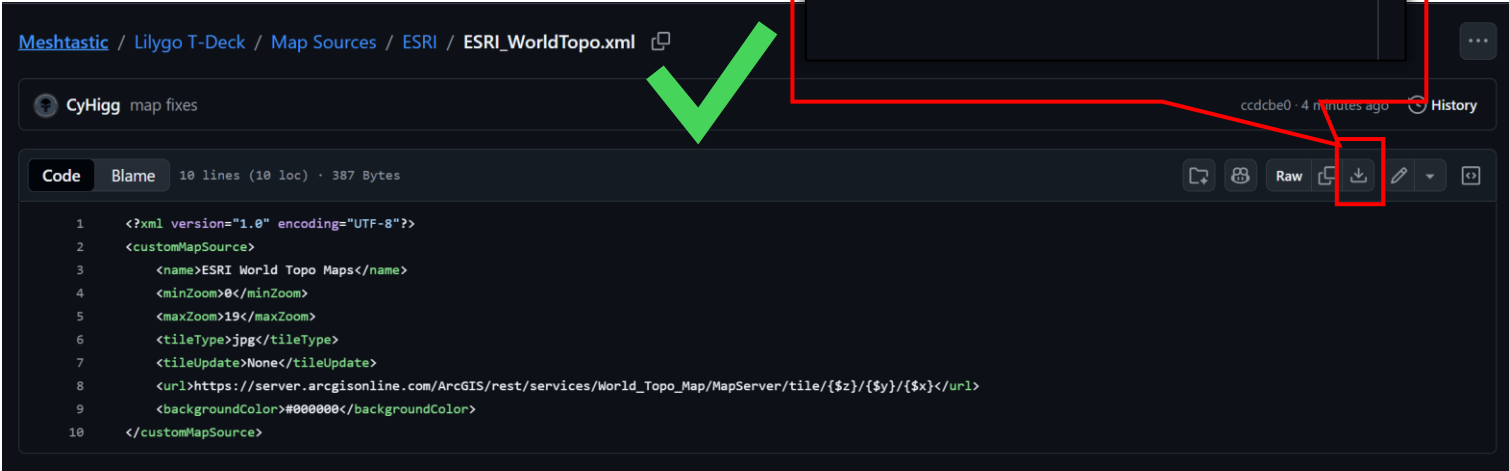 Meshtastic / Lilygo T-Deck / Map Sources / ESRI / ESRI_WorldTopo.xml
CyHigg map fixes ccdcbe0 · 4 minutes ago History
Code Blame 10 lines (10 loc) · 387 Bytes Raw
1 <?xml version="1.0" encoding="UTF-8"?>
2 <customMapSource>
3 <name>ESRI World Topo Maps</name>
4 <minZoom>0</minZoom>
5 <maxZoom>19</maxZoom>
6 <tileType>jpg</tileType>
7 <tileUpdate>None</tileUpdate>
8 <url>https://server.arcgisonline.com/ArcGIS/rest/services/World_Topo_Map/MapServer/tile/{$z}/{$y}/{$x}</url>
9 <backgroundColor>#000000</backgroundColor>
10 </customMapSource>